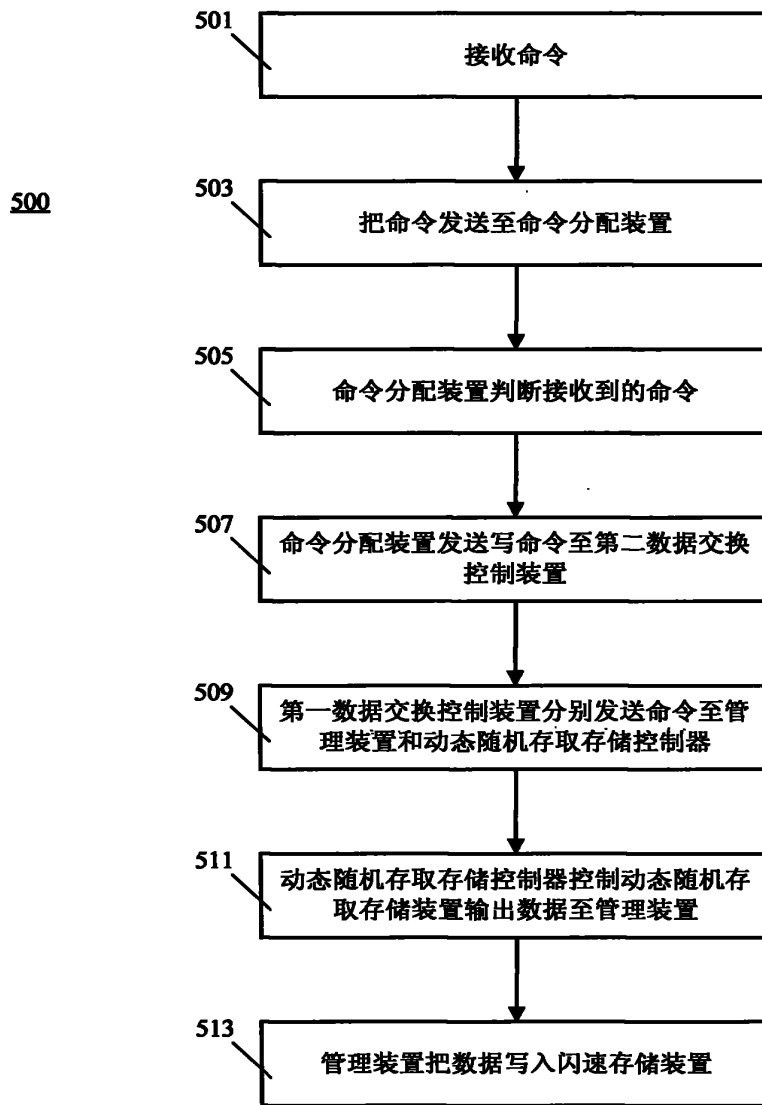 501
接收命令
500
503
把命令发送至命令分配装置
505
命令分配装置判断接收到的命令
507
命令分配装置发送写命令至第二数据交换
控制装置
509
第一数据交换控制装置分别发送命令至管
理装置和动态随机存取存储控制器
511
动态随机存取存储控制器控制动态随机存
取存储装置输出数据至管理装置
513
管理装置把数据写入闪速存储装置